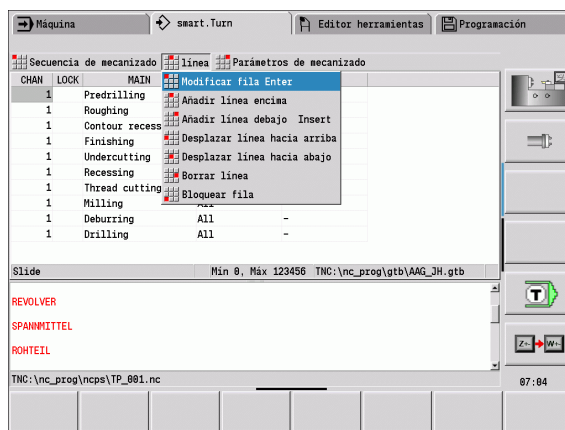 Máquina smart.Turn Editor herramientas Programación
Secuencia de mecanizado línea Parámetros de mecanizado
CHAN LOCK MAIN
1 Predrilling
1 Roughing
1 Contour recess
1 Finishing
1 Undercutting
1 Recessing
1 Thread cutting
1 Milling All
1 Deburring All -
1 Drilling All -
Modificar fila Enter
Añadir línea encima
Añadir línea debajo Insert
Desplazar línea hacia arriba
Desplazar línea hacia abajo
Borrar línea
Bloquear fila
Slide Min 0, Máx 123456 TNC:\nc_prog\gtb\AAG_JH.gtb
REVOLVER
SPANNMITTEL
ROHTEIL
TNC:\nc_prog\ncps\TP_001.nc
T
Z+- W+-
07:04